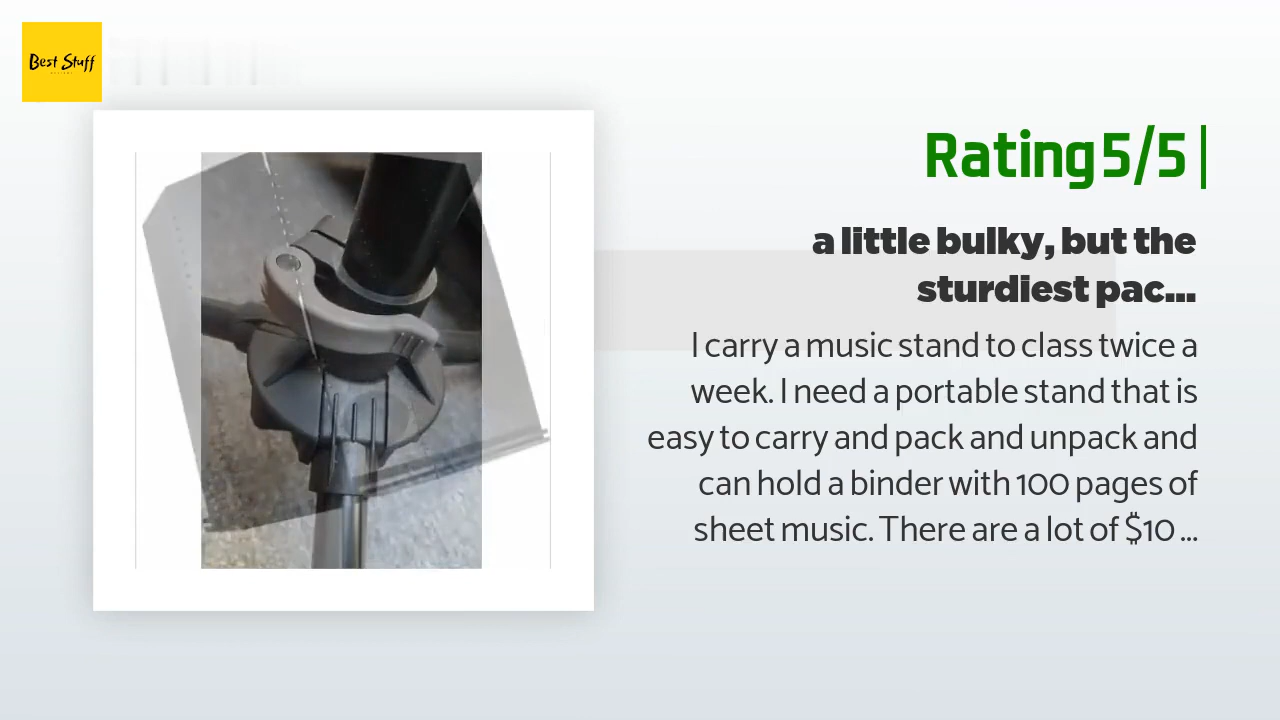 Best Stuff
Rating 5/5 |
a little bulky, but the
sturdiest pac...
I carry a music stand to class twice a
week. I need a portable stand that is
easy to carry and pack and unpack and
can hold a binder with 100 pages of
sheet music. There are a lot of $10 ...